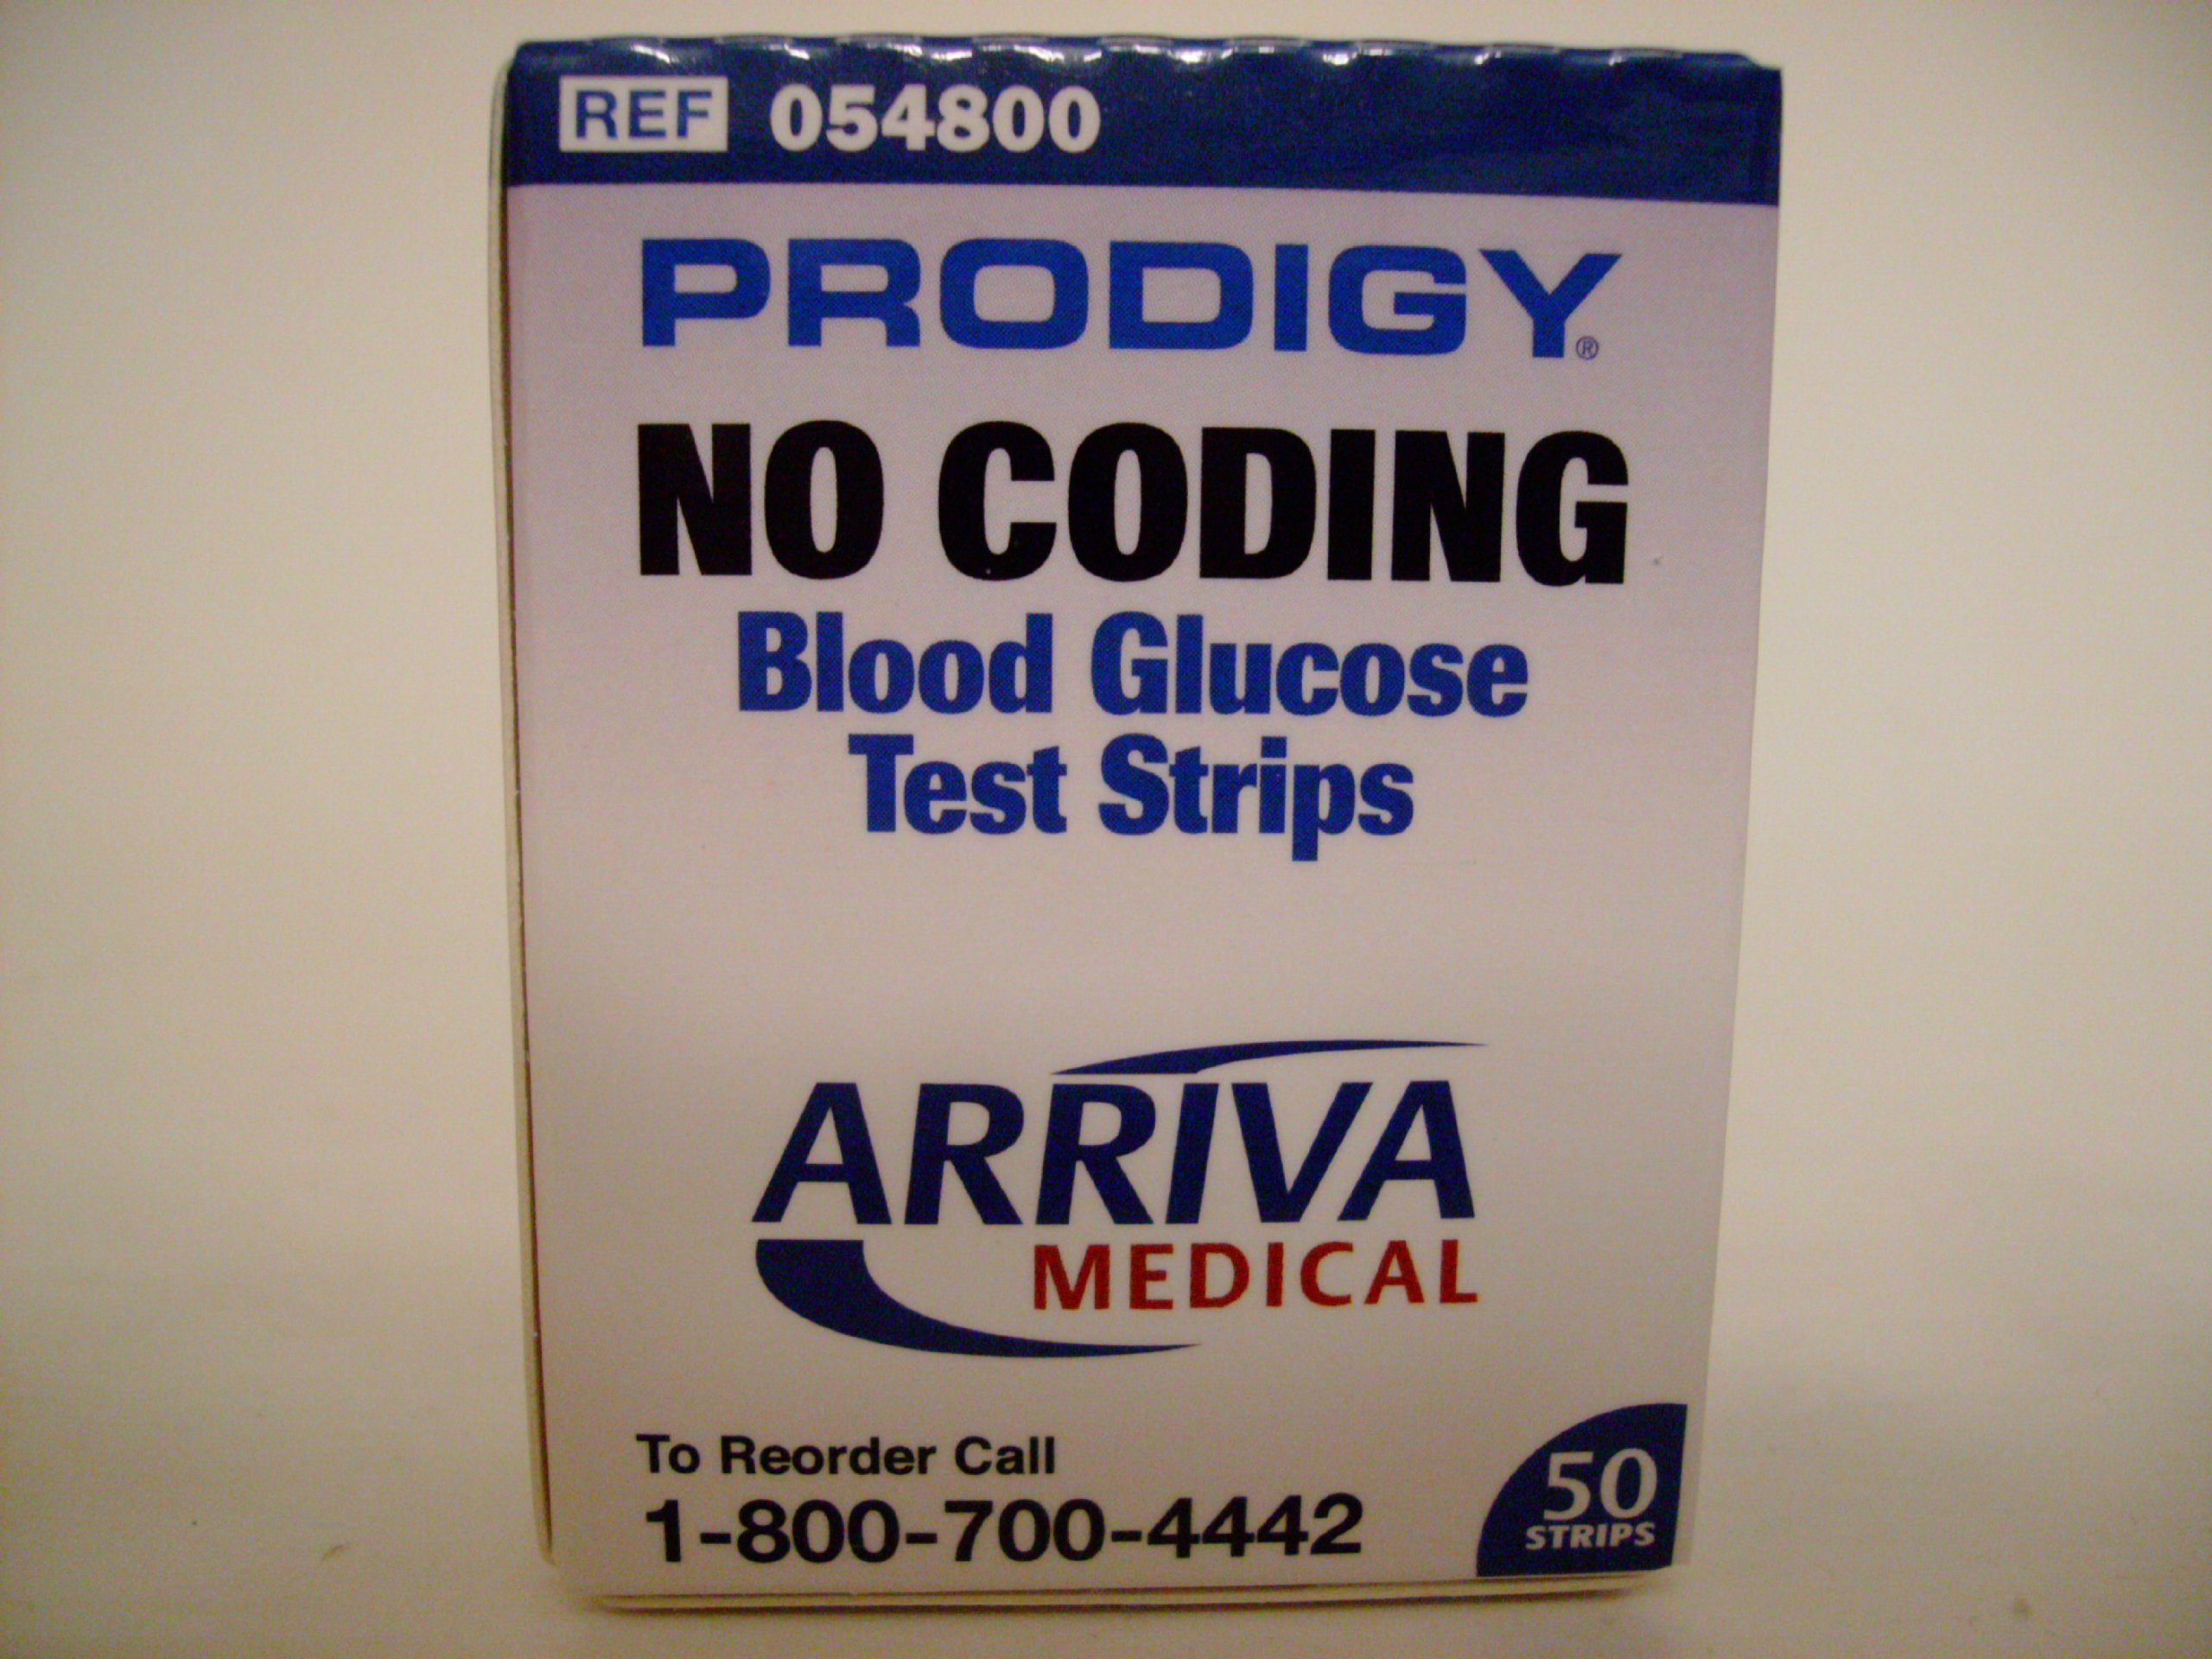 REF 054800
PRODIGY®
NO CODING
Blood Glucose
Test Strips
ARRIVA
MEDICAL
To Reorder Call
1-800-700-4442
50
STRIPS